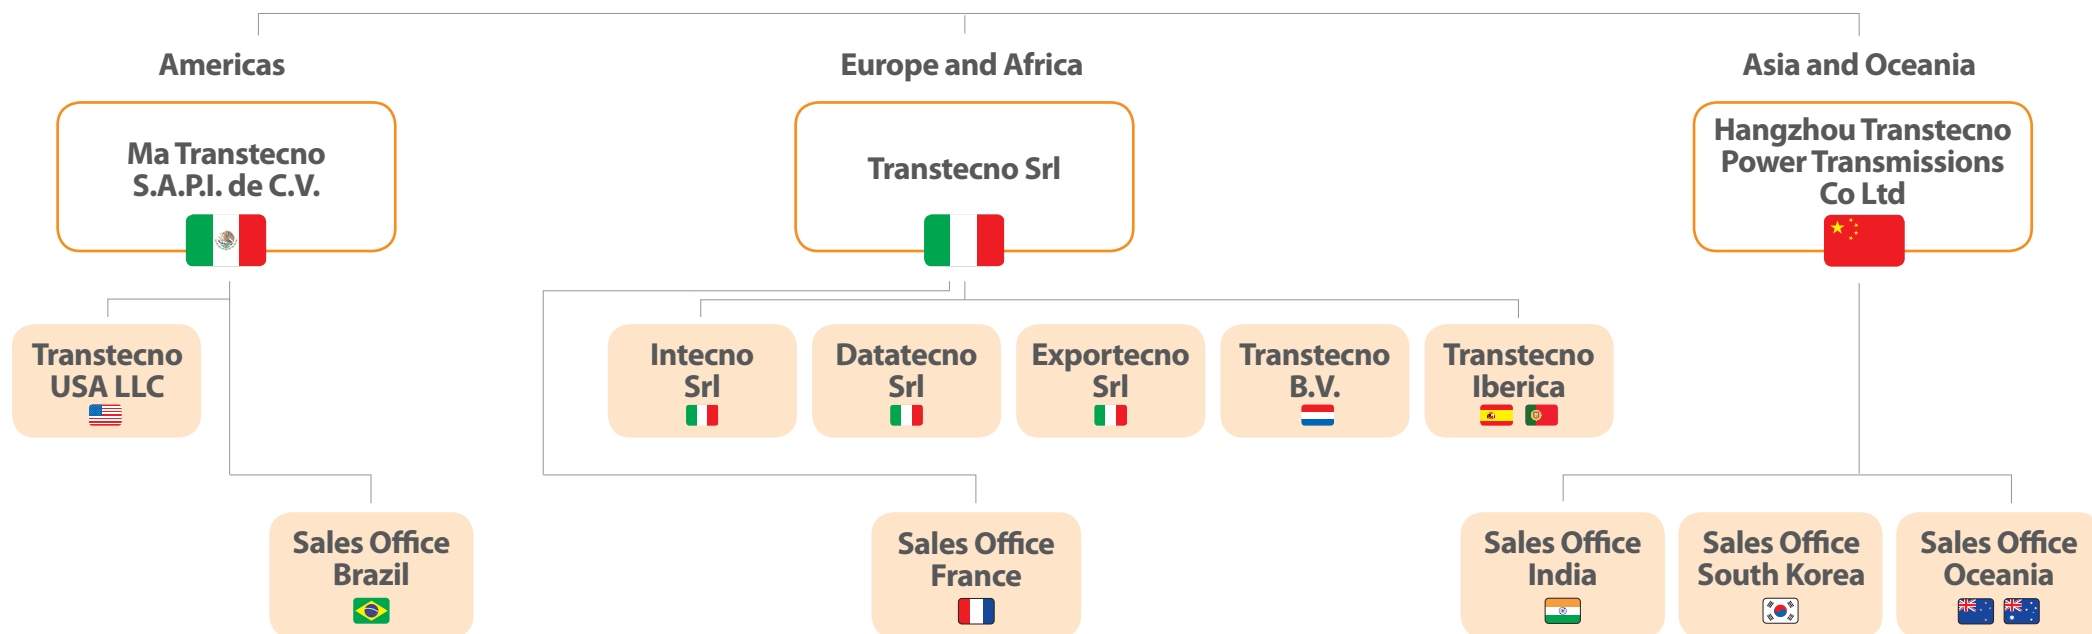 Americas
Europe and Africa
Asia and Oceania
Ma Transtecno
S.A.P.I. de C.V.
Transtecno Srl
Hangzhou Transtecno
Power Transmissions
Co Ltd
Transtecno
USA LLC
Intecno
Srl
Datatecno
Srl
Exportecno
Srl
Transtecno
B.V.
Transtecno
Iberica
Sales Office
Brazil
Sales Office
France
Sales Office
India
Sales Office
South Korea
Sales Office
Oceania